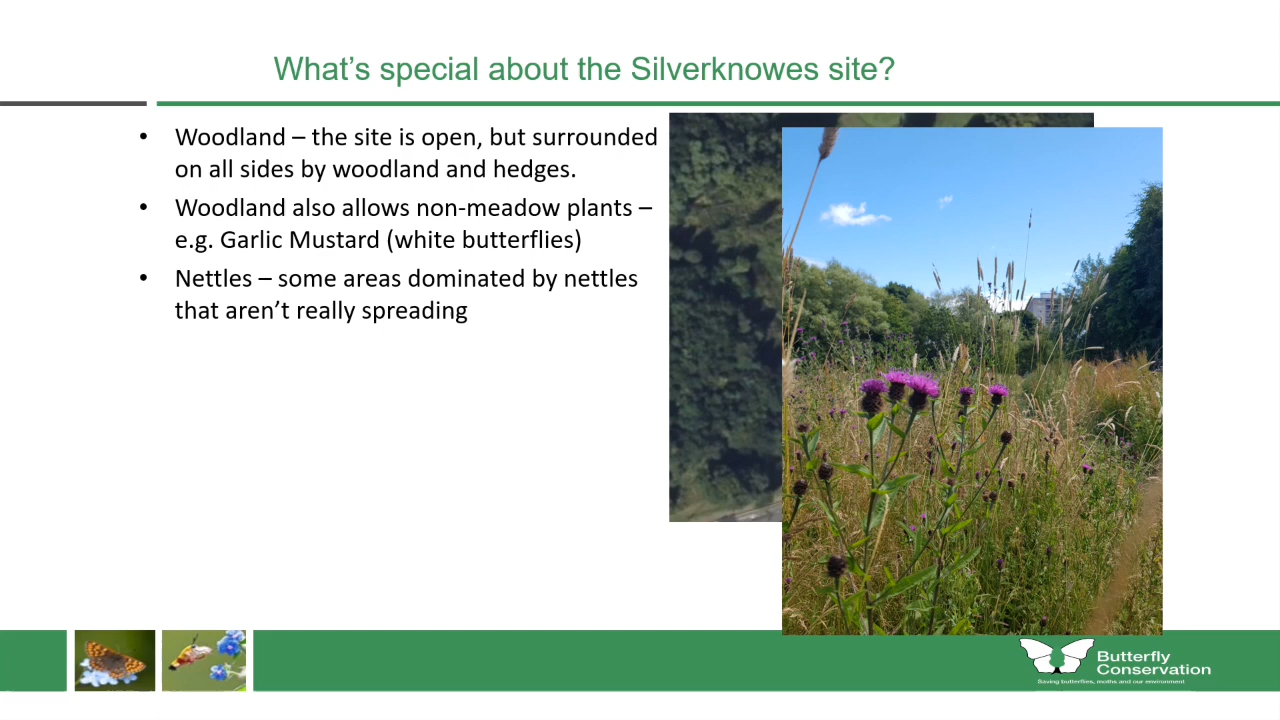 What’s special about the Silverknowes site?
• Woodland – the site is open, but surrounded
on all sides by woodland and hedges.
• Woodland also allows non-meadow plants –
e.g. Garlic Mustard (white butterflies)
• Nettles – some areas dominated by nettles
that aren’t really spreading
Butterfly
Conservation
Saving butterflies, moths and our environment